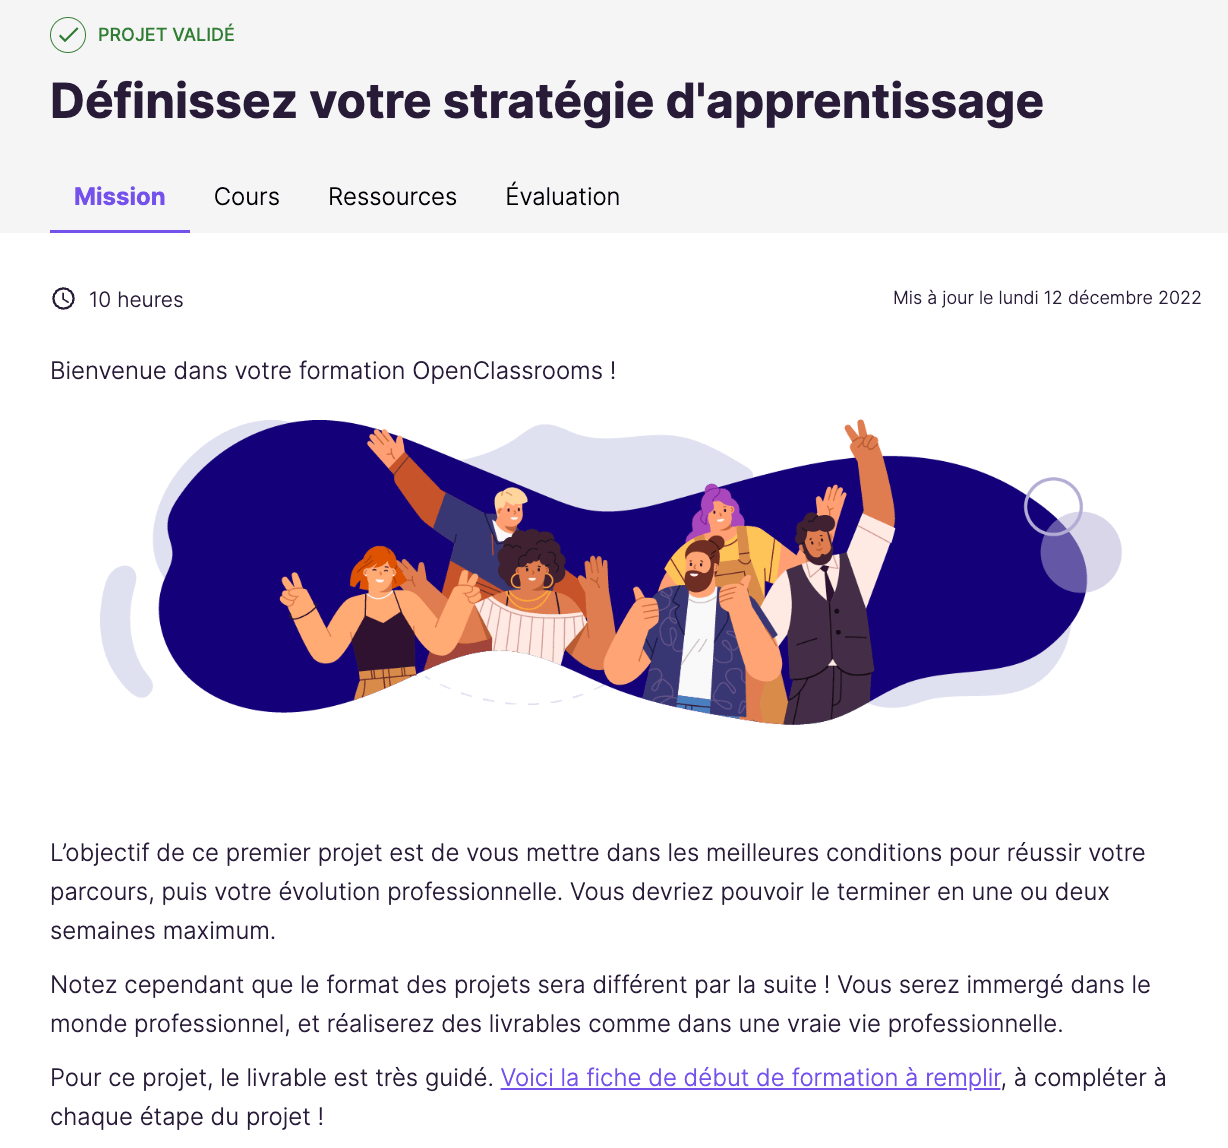 PROJET VALIDÉ
Définissez votre stratégie d'apprentissage
Mission Cours Ressources Évaluation
10 heures
Mis à jour le lundi 12 décembre 2022
Bienvenue dans votre formation OpenClassrooms !
L’objectif de ce premier projet est de vous mettre dans les meilleures conditions pour réussir votre
parcours, puis votre évolution professionnelle. Vous devriez pouvoir le terminer en une ou deux
semaines maximum.
Notez cependant que le format des projets sera différent par la suite ! Vous serez immergé dans le
monde professionnel, et réaliserez des livrables comme dans une vraie vie professionnelle.
Pour ce projet, le livrable est très guidé. Voici la fiche de début de formation à remplir, à compléter à
chaque étape du projet !